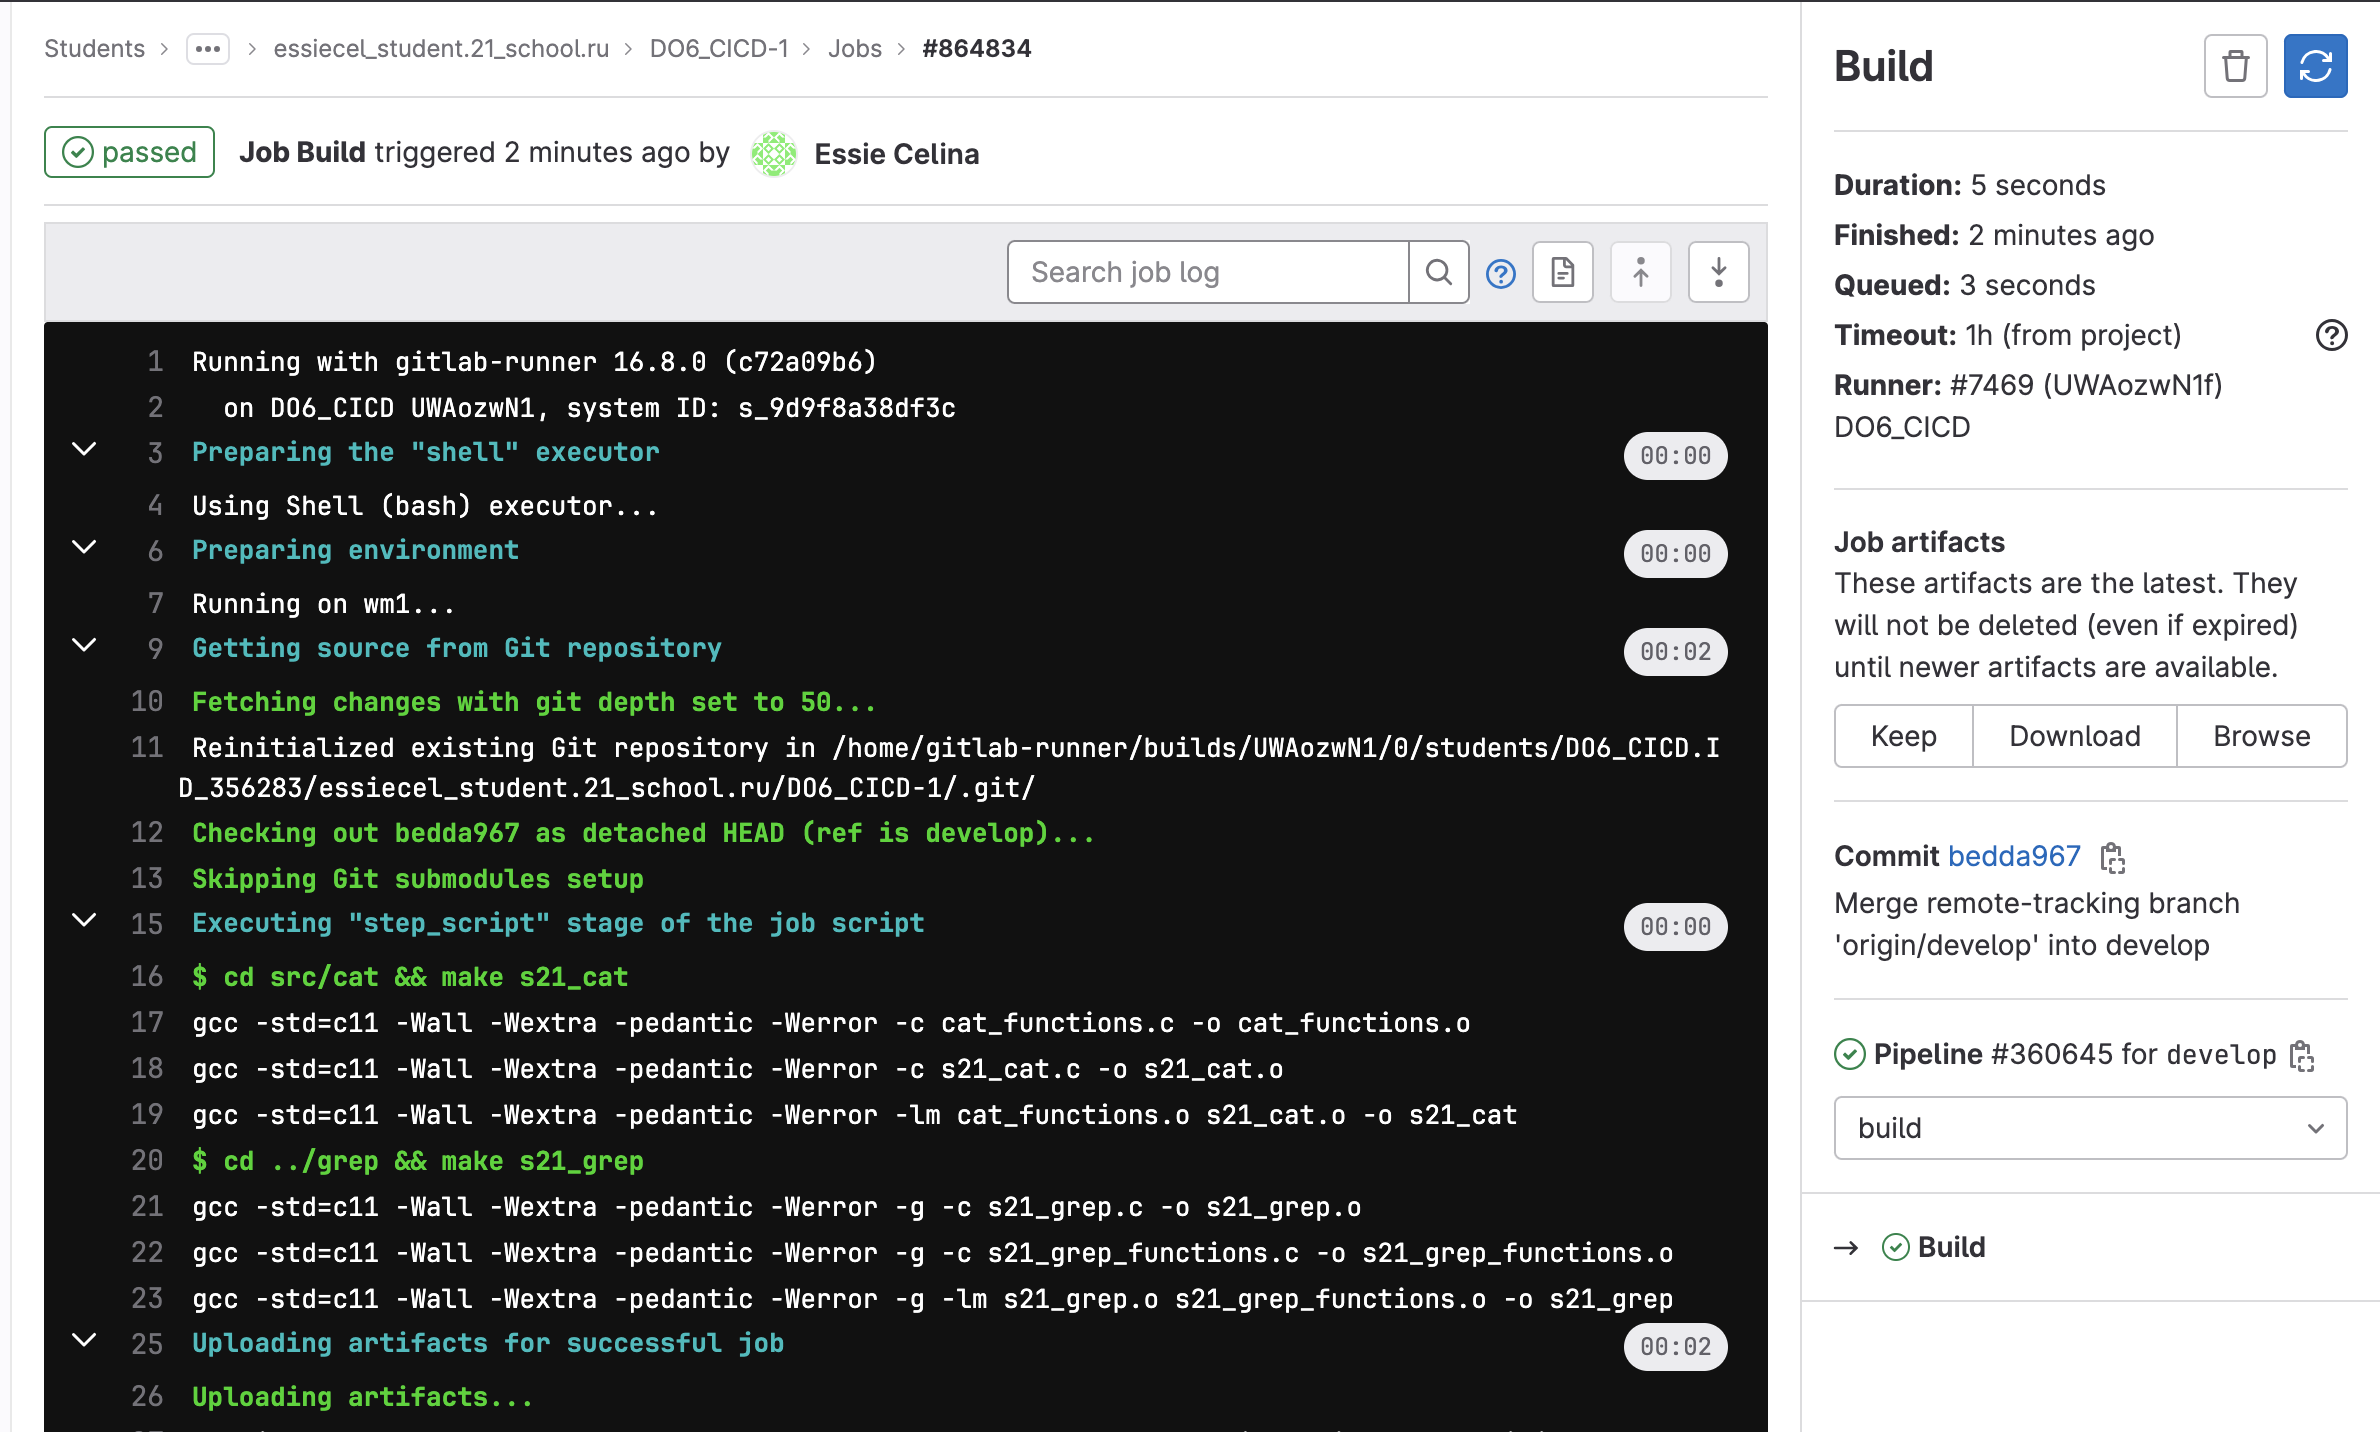 Students > ••• > essiecel_student.21_school.ru > DO6_CICD-1 > Jobs > #864834
passed Job Build triggered 2 minutes ago by Essie Celina
Search job log
1 Running with gitlab-runner 16.8.0 (c72a09b6)
2 on DO6_CICD UWAozwN1, system ID: s_9d9f8a38df3c
3 Preparing the "shell" executor 00:00
4 Using Shell (bash) executor...
6 Preparing environment 00:00
7 Running on wm1...
9 Getting source from Git repository 00:02
10 Fetching changes with git depth set to 50...
11 Reinitialized existing Git repository in /home/gitlab-runner/builds/UWAozwN1/0/students/DO6_CICD.I
D_356283/essiecel_student.21_school.ru/DO6_CICD-1/.git/
12 Checking out bedda967 as detached HEAD (ref is develop)...
13 Skipping Git submodules setup
15 Executing "step_script" stage of the job script 00:00
16 $ cd src/cat && make s21_cat
17 gcc -std=c11 -Wall -Wextra -pedantic -Werror -c cat_functions.c -o cat_functions.o
18 gcc -std=c11 -Wall -Wextra -pedantic -Werror -c s21_cat.c -o s21_cat.o
19 gcc -std=c11 -Wall -Wextra -pedantic -Werror -lm cat_functions.o s21_cat.o -o s21_cat
20 $ cd ../grep && make s21_grep
21 gcc -std=c11 -Wall -Wextra -pedantic -Werror -g -c s21_grep.c -o s21_grep.o
22 gcc -std=c11 -Wall -Wextra -pedantic -Werror -g -c s21_grep_functions.c -o s21_grep_functions.o
23 gcc -std=c11 -Wall -Wextra -pedantic -Werror -g -lm s21_grep.o s21_grep_functions.o -o s21_grep
25 Uploading artifacts for successful job 00:02
26 Uploading artifacts...
Build
Duration: 5 seconds
Finished: 2 minutes ago
Queued: 3 seconds
Timeout: 1h (from project)
Runner: #7469 (UWAozwN1f)
DO6_CICD
Job artifacts
These artifacts are the latest. They
will not be deleted (even if expired)
until newer artifacts are available.
Keep Download Browse
Commit bedda967
Merge remote-tracking branch
'origin/develop' into develop
Pipeline #360645 for develop
build
→ Build